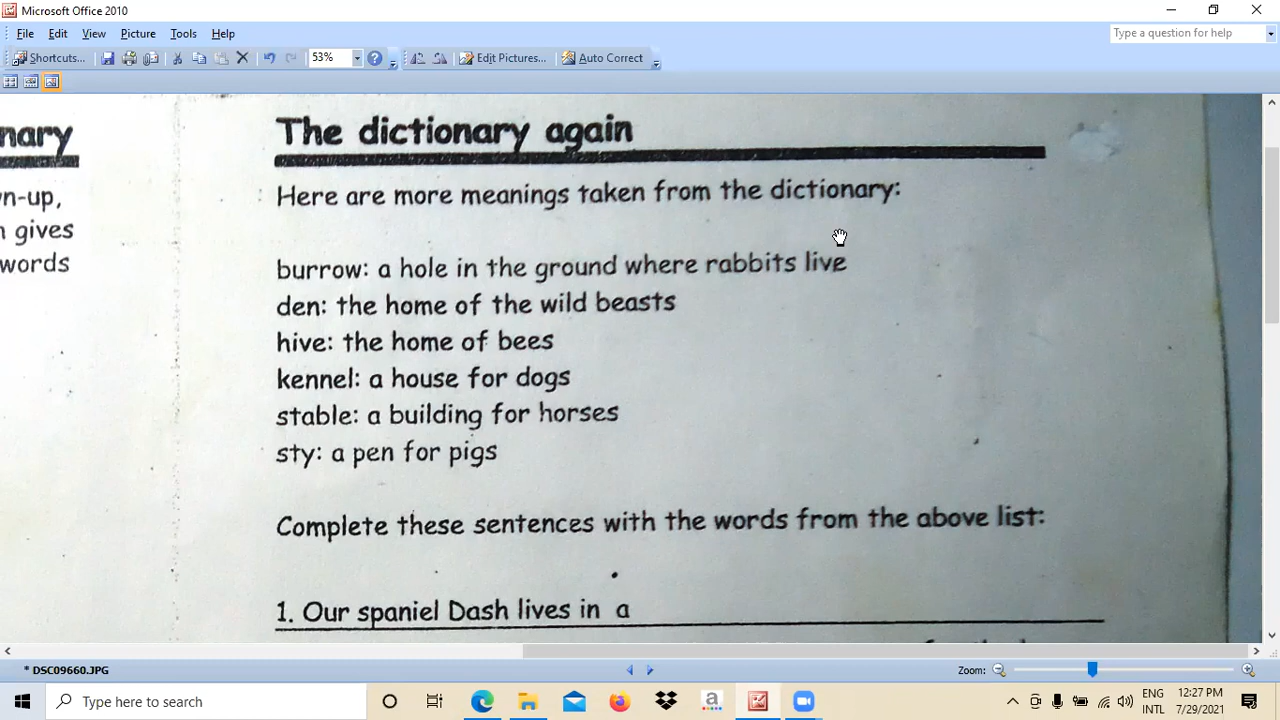 Microsoft Office 2010
File Edit View Picture Tools Help
Type a question for help
Shortcuts...
53%
Edit Pictures...
Auto Correct
nary
n-up,
gives
words
The dictionary again
Here are more meanings taken from the dictionary:
burrow: a hole in the ground where rabbits live
den: the home of the wild beasts
hive: the home of bees
kennel: a house for dogs
stable: a building for horses
sty: a pen for pigs
Complete these sentences with the words from the above list:
1. Our spaniel Dash lives in a
* DSC09660.JPG
Zoom:
Type here to search
ENG
INTL
12:27 PM
7/29/2021